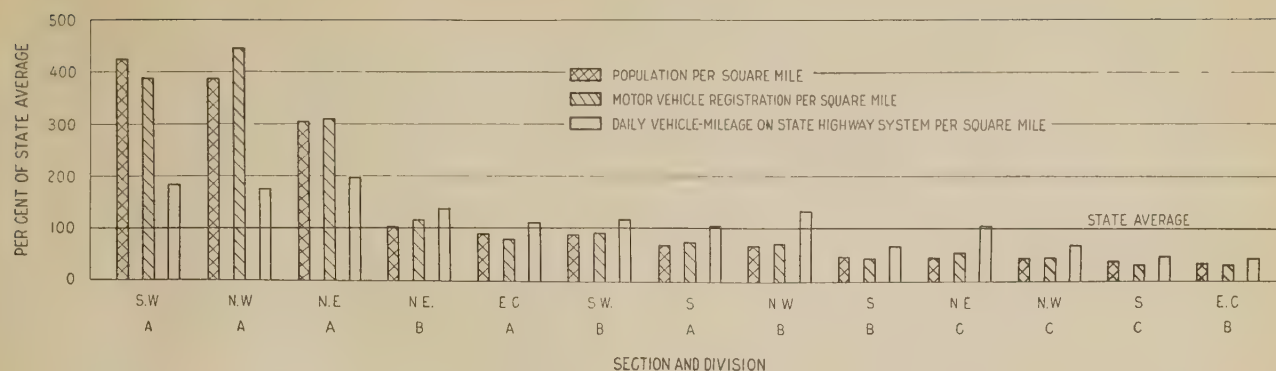 PER CENT OF STATE AVERAGE
500
400
300
200
100
0
POPULATION PER SQUARE MILE
MOTOR VEHICLE REGISTRATION PER SQUARE MILE
DAILY VEHICLE-MILEAGE ON STATE HIGHWAY SYSTEM PER SQUARE MILE
STATE AVERAGE
S.W N.W N.E N E. E C S W. S N W S N E N.W S E.C
A A A B A B A B B C C C B
SECTION AND DIVISION